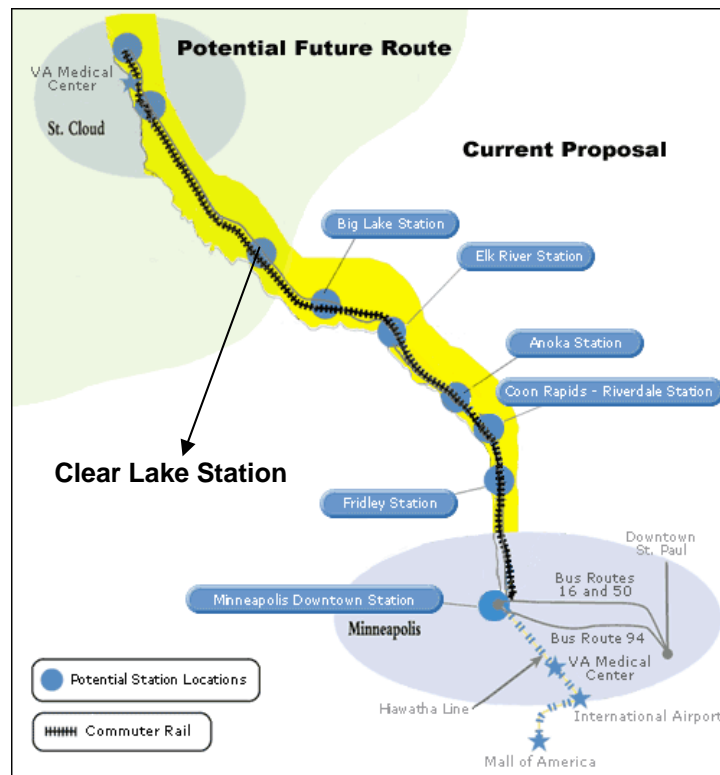 Potential Future Route
VA Medical
Center
St. Cloud
Current Proposal
Big Lake Station
Elk River Station
Anoka Station
Coon Rapids - Riverdale Station
Clear Lake Station
Fridley Station
Downtown
St. Paul
Bus Routes
16 and 50
Minneapolis Downtown Station
Minneapolis
Bus Route 94
VA Medical
Center
Potential Station Locations
Hiawatha Line
International Airport
Commuter Rail
Mall of America